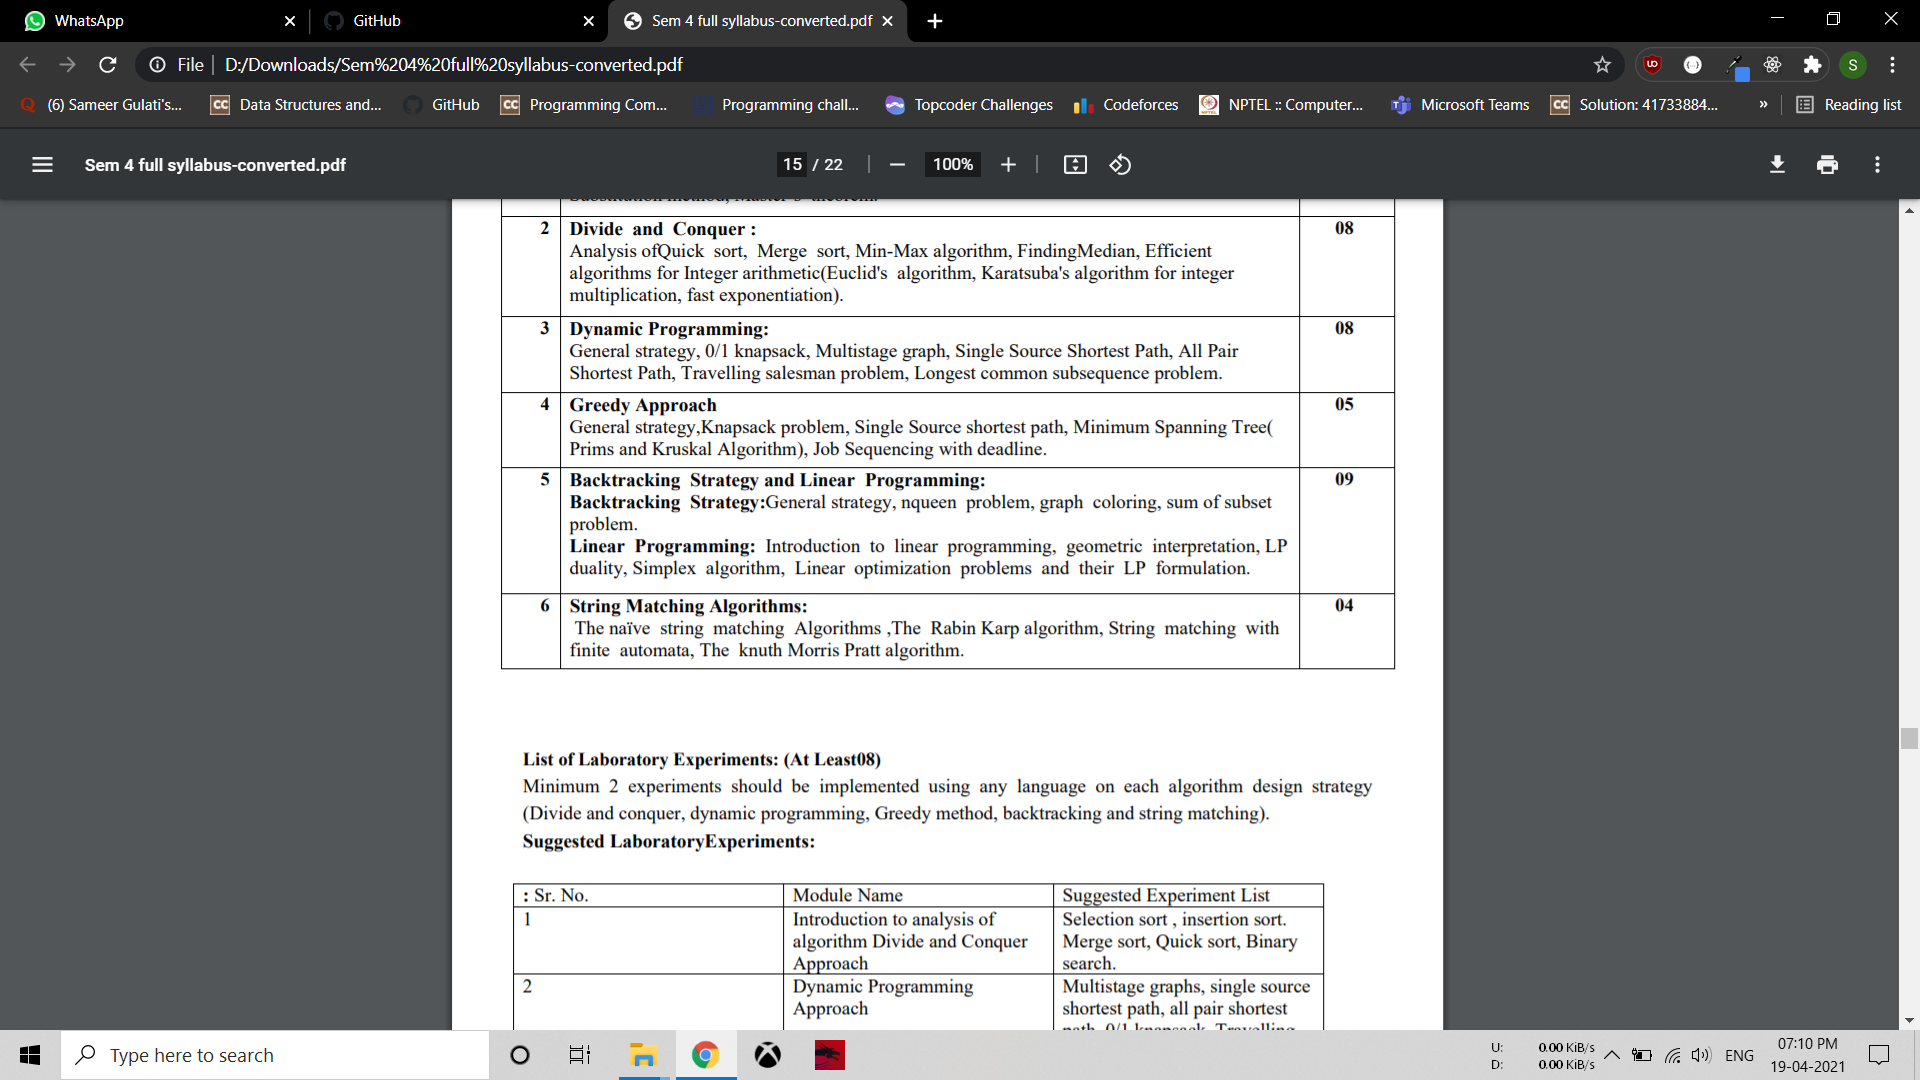 WhatsApp
GitHub
Sem 4 full syllabus-converted.pdf
File
D:/Downloads/Sem%204%20full%20syllabus-converted.pdf
S
(6) Sameer Gulati's...
Data Structures and...
GitHub
Programming Com...
Programming chall...
Topcoder Challenges
Codeforces
NPTEL :: Computer...
Microsoft Teams
Solution: 41733884...
»
Reading list
Sem 4 full syllabus-converted.pdf
15 / 22
100%
Substitution method, Master's theorem.
2 Divide and Conquer : 08
Analysis ofQuick sort, Merge sort, Min-Max algorithm, FindingMedian, Efficient
algorithms for Integer arithmetic(Euclid's algorithm, Karatsuba's algorithm for integer
multiplication, fast exponentiation).
3 Dynamic Programming: 08
General strategy, 0/1 knapsack, Multistage graph, Single Source Shortest Path, All Pair
Shortest Path, Travelling salesman problem, Longest common subsequence problem.
4 Greedy Approach 05
General strategy,Knapsack problem, Single Source shortest path, Minimum Spanning Tree(
Prims and Kruskal Algorithm), Job Sequencing with deadline.
5 Backtracking Strategy and Linear Programming: 09
Backtracking Strategy:General strategy, nqueen problem, graph coloring, sum of subset
problem.
Linear Programming: Introduction to linear programming, geometric interpretation, LP
duality, Simplex algorithm, Linear optimization problems and their LP formulation.
6 String Matching Algorithms: 04
The naïve string matching Algorithms ,The Rabin Karp algorithm, String matching with
finite automata, The knuth Morris Pratt algorithm.
List of Laboratory Experiments: (At Least08)
Minimum 2 experiments should be implemented using any language on each algorithm design strategy
(Divide and conquer, dynamic programming, Greedy method, backtracking and string matching).
Suggested LaboratoryExperiments:
: Sr. No. Module Name Suggested Experiment List
1 Introduction to analysis of Selection sort , insertion sort.
algorithm Divide and Conquer Merge sort, Quick sort, Binary
Approach search.
2 Dynamic Programming Multistage graphs, single source
Approach shortest path, all pair shortest
path, 0/1 knapsack, Travelling
Type here to search
U: 0.00 KiB/s
D: 0.00 KiB/s
ENG
07:10 PM
19-04-2021